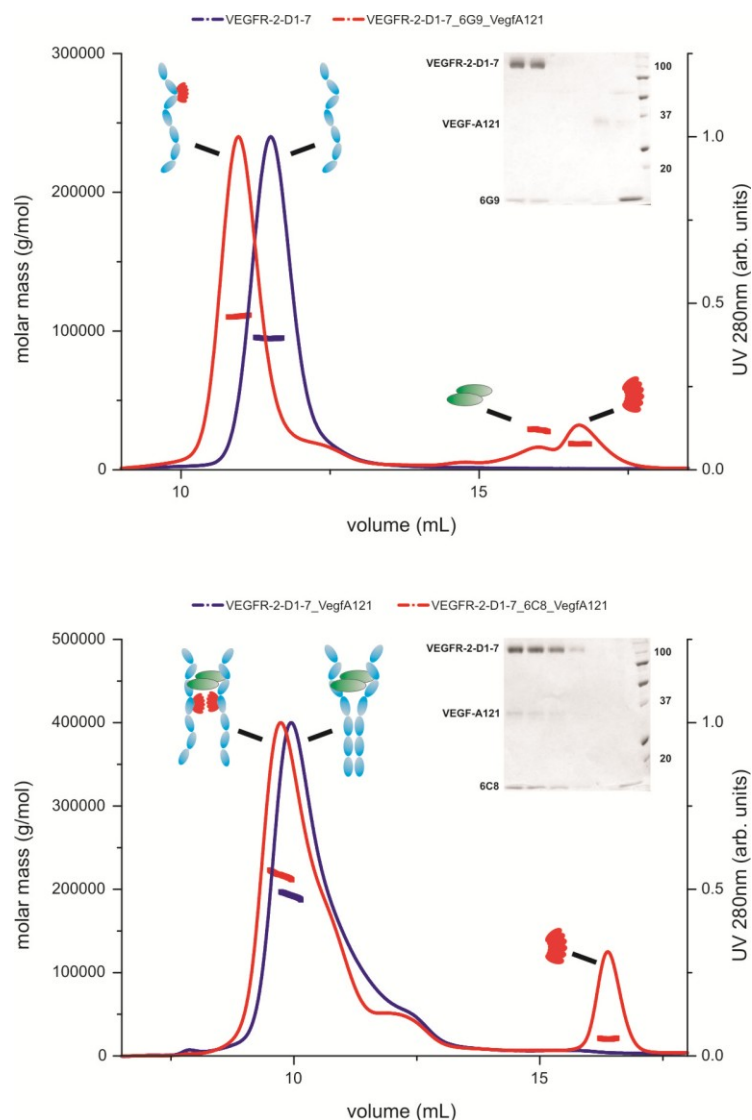 VEGFR-2-D1-7 VEGFR-2-D1-7_6G9_VegfA121
300000
250000
200000
150000
100000
50000
0
molar mass (g/mol)
10
15
volume (mL)
1.0
0.5
0.0
UV 280nm (arb. units)
VEGFR-2-D1-7
VEGF-A121
6G9
100
37
20
VEGFR-2-D1-7_VegfA121 VEGFR-2-D1-7_6C8_VegfA121
500000
400000
300000
200000
100000
0
molar mass (g/mol)
10
15
volume (mL)
1.0
0.5
0.0
UV 280nm (arb. units)
VEGFR-2-D1-7
VEGF-A121
6C8
100
37
20